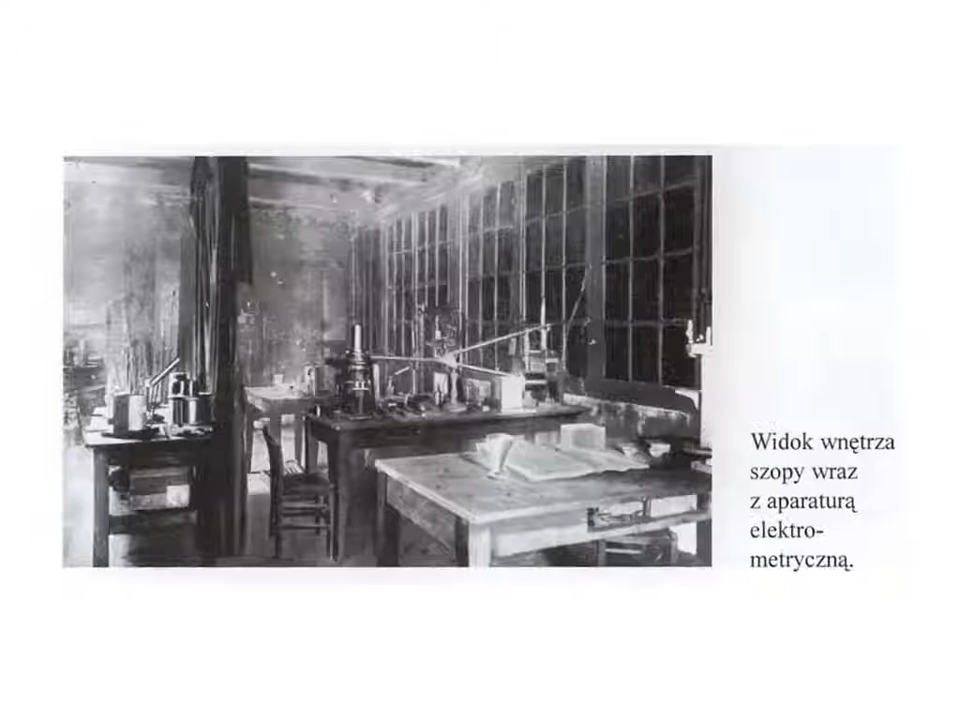 Widok wnętrza
szopy wraz
z aparaturą
elektro-
metryczną.